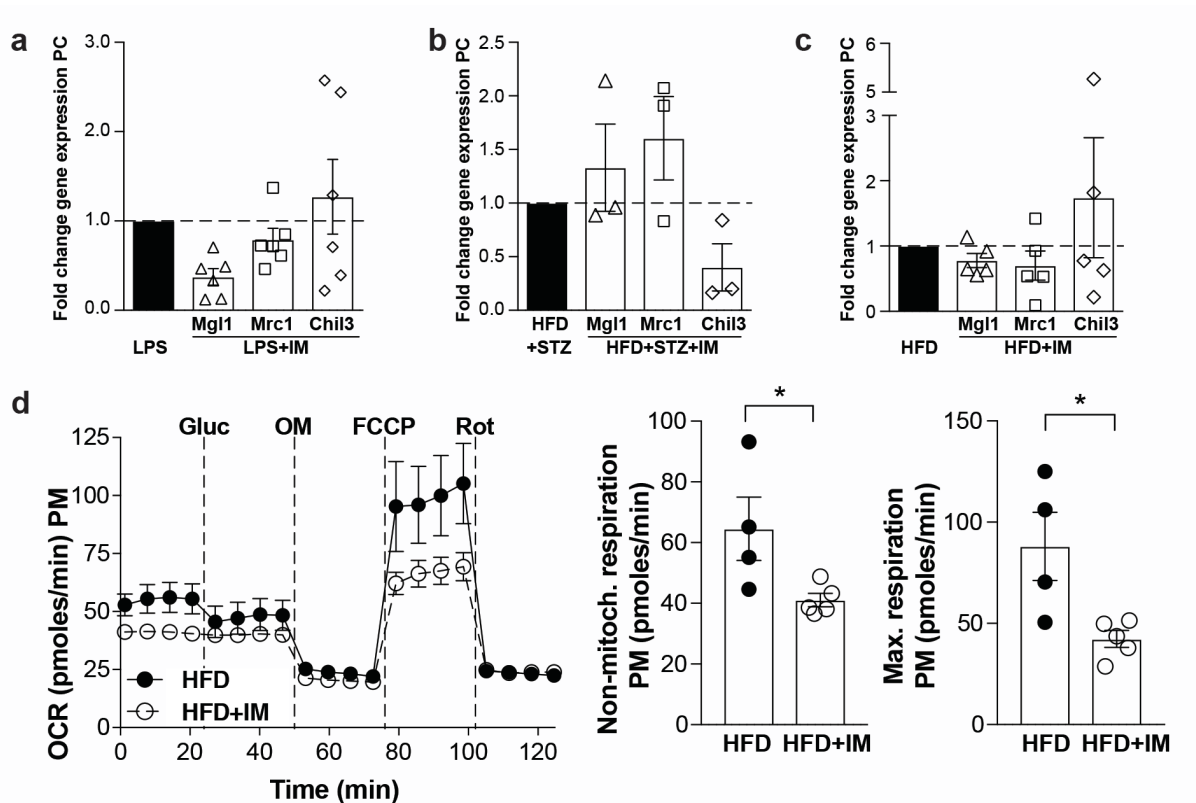 a
Fold change gene expression PC
3.0
2.0
1.0
0.0
Mgl1 Mrc1 Chil3
LPS LPS+IM
b
Fold change gene expression PC
2.5
2.0
1.5
1.0
0.5
0.0
HFD Mgl1 Mrc1 Chil3
+STZ HFD+STZ+IM
c
Fold change gene expression PC
6
5
3
2
1
0
Mgl1 Mrc1 Chil3
HFD HFD+IM
d
Gluc OM FCCP Rot
OCR (pmoles/min) PM
125
100
75
50
25
0
HFD
HFD+IM
0 20 40 60 80 100 120
Time (min)
*
Non-mitoch. respiration
PM (pmoles/min)
100
80
60
40
20
0
HFD HFD+IM
*
Max. respiration
PM (pmoles/min)
150
100
50
0
HFD HFD+IM